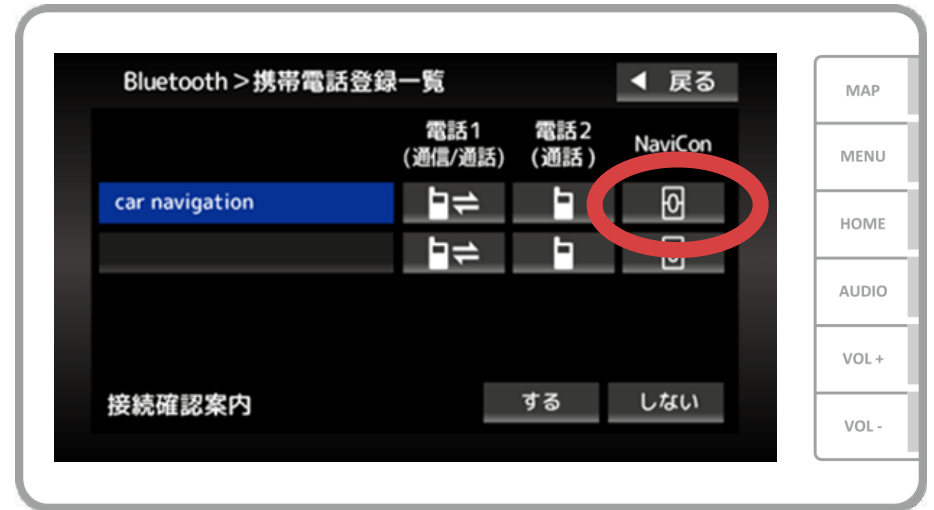 Bluetooth＞携帯電話登録一覧
◀ 戻る
電話1
(通信/通話)
電話2
(通話)
NaviCon
car navigation
接続確認案内
する
しない
MAP
MENU
HOME
AUDIO
VOL +
VOL -